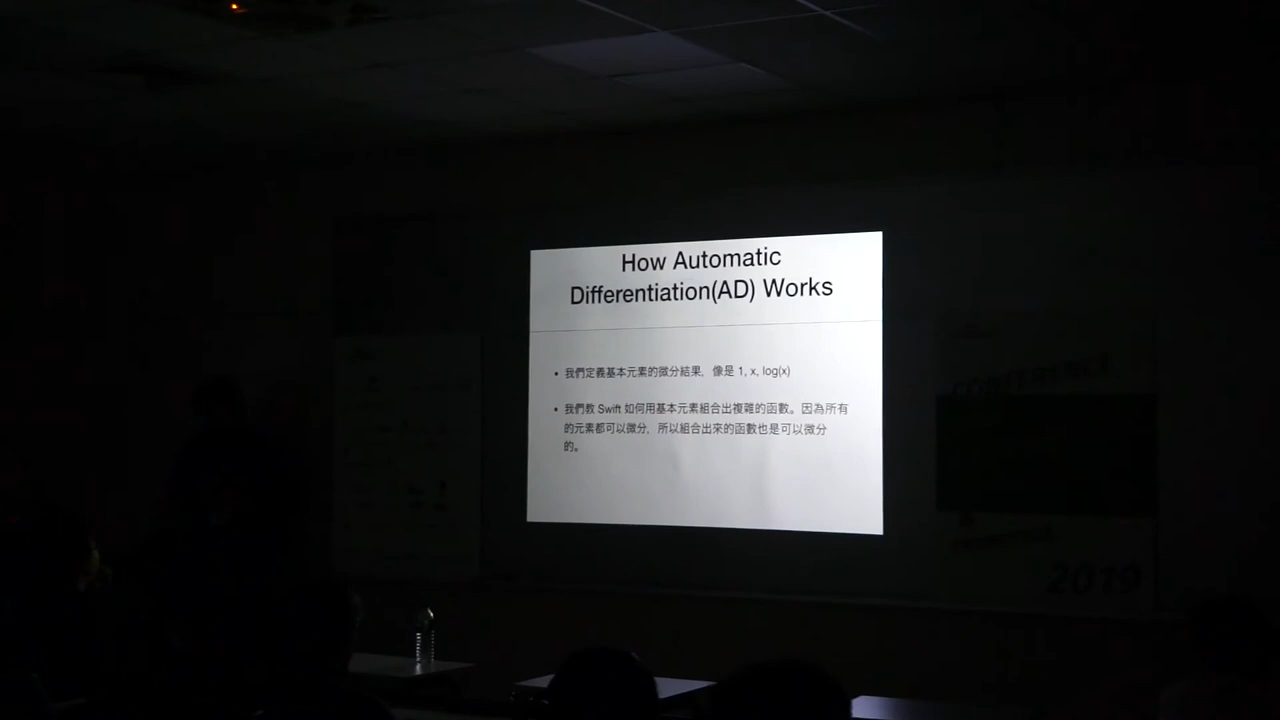 How Automatic
Differentiation(AD) Works
• 我們定義基本元素的微分結果，像是 1, x, log(x)
• 我們教 Swift 如何用基本元素組合出複雜的函數。因為所有
的元素都可以微分，所以組合出來的函數也是可以微分
的。
CONFERENCE
2019